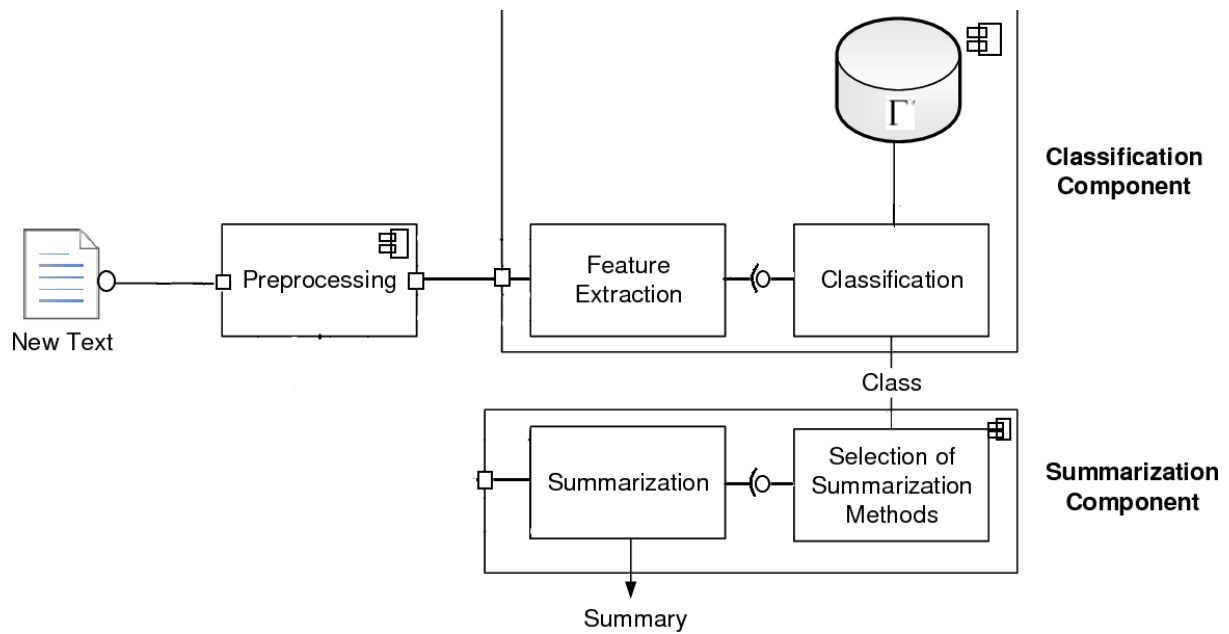 Γ'
Classification
Component
New Text
Preprocessing
Feature
Extraction
Classification
Class
Summarization
Selection of
Summarization
Methods
Summarization
Component
Summary